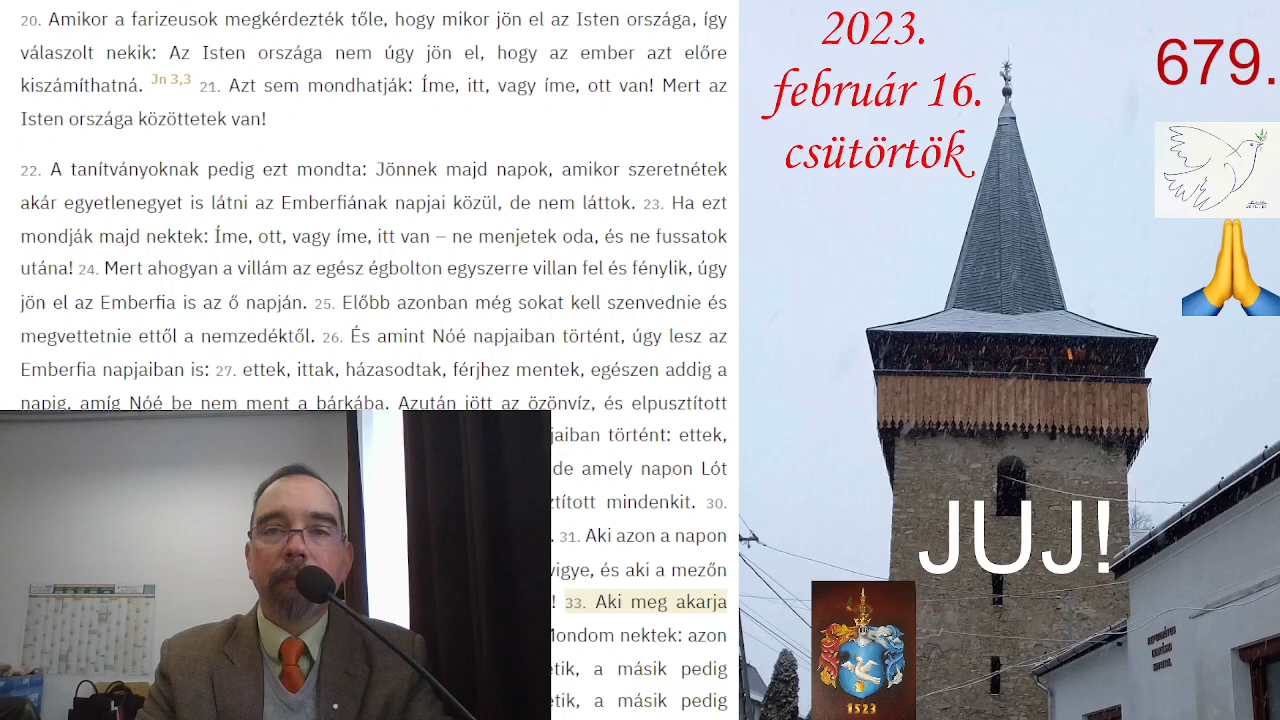 20. Amikor a farizeusok megkérdezték tőle, hogy mikor jön el az Isten országa, így
válaszolt nekik: Az Isten országa nem úgy jön el, hogy az ember azt előre
kiszámíthatná. Jn 3,3 21. Azt sem mondhatják: Íme, itt, vagy íme, ott van! Mert az
Isten országa közöttetek van!
22. A tanítványoknak pedig ezt mondta: Jönnek majd napok, amikor szeretnétek
akár egyetlenegyet is látni az Emberfiának napjai közül, de nem láttok. 23. Ha ezt
mondják majd nektek: Íme, ott, vagy íme, itt van – ne menjetek oda, és ne fussatok
utána! 24. Mert ahogyan a villám az egész égbolton egyszerre villan fel és fénylik, úgy
jön el az Emberfia is az ő napján. 25. Előbb azonban még sokat kell szenvednie és
megvettetnie ettől a nemzedéktől. 26. És amint Nóé napjaiban történt, úgy lesz az
Emberfia napjaiban is: 27. ettek, ittak, házasodtak, férjhez mentek, egészen addig a
napig, amíg Nóé be nem ment a bárkába. Azután jött az özönvíz, és elpusztított
jaiban történt: ettek,
de amely napon Lót
ztított mindenkit. 30.
. 31. Aki azon a napon
vigye, és aki a mezőn
! 33. Aki meg akarja
Mondom nektek: azon
etik, a másik pedig
etik, a másik pedig
2023.
február 16.
csütörtök
679.
JUJ!
1523